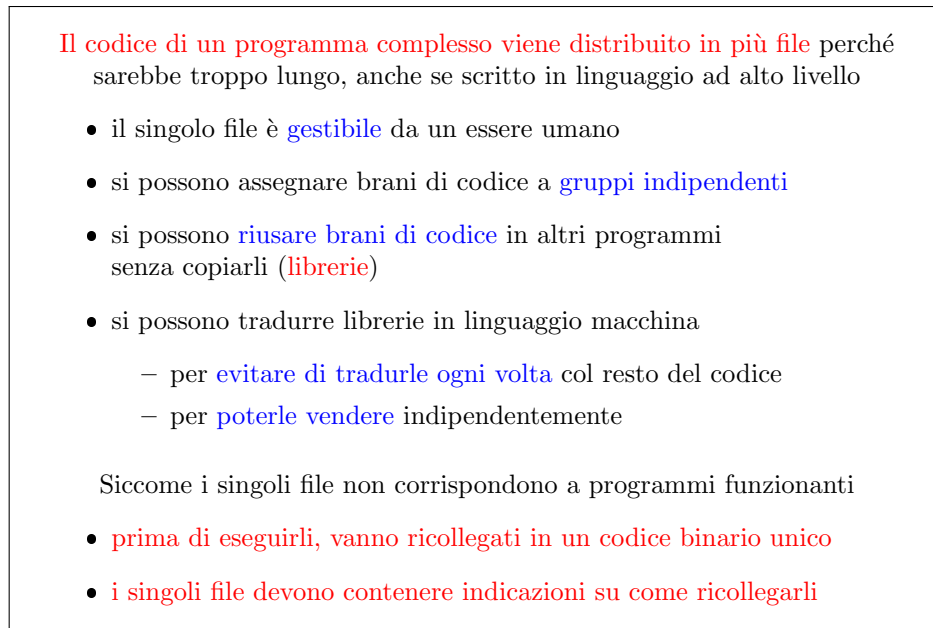 Il codice di un programma complesso viene distribuito in più file perché
sarebbe troppo lungo, anche se scritto in linguaggio ad alto livello
• il singolo file è gestibile da un essere umano
• si possono assegnare brani di codice a gruppi indipendenti
• si possono riusare brani di codice in altri programmi
senza copiarli (librerie)
• si possono tradurre librerie in linguaggio macchina
– per evitare di tradurle ogni volta col resto del codice
– per poterle vendere indipendentemente
Siccome i singoli file non corrispondono a programmi funzionanti
• prima di eseguirli, vanno ricollegati in un codice binario unico
• i singoli file devono contenere indicazioni su come ricollegarli